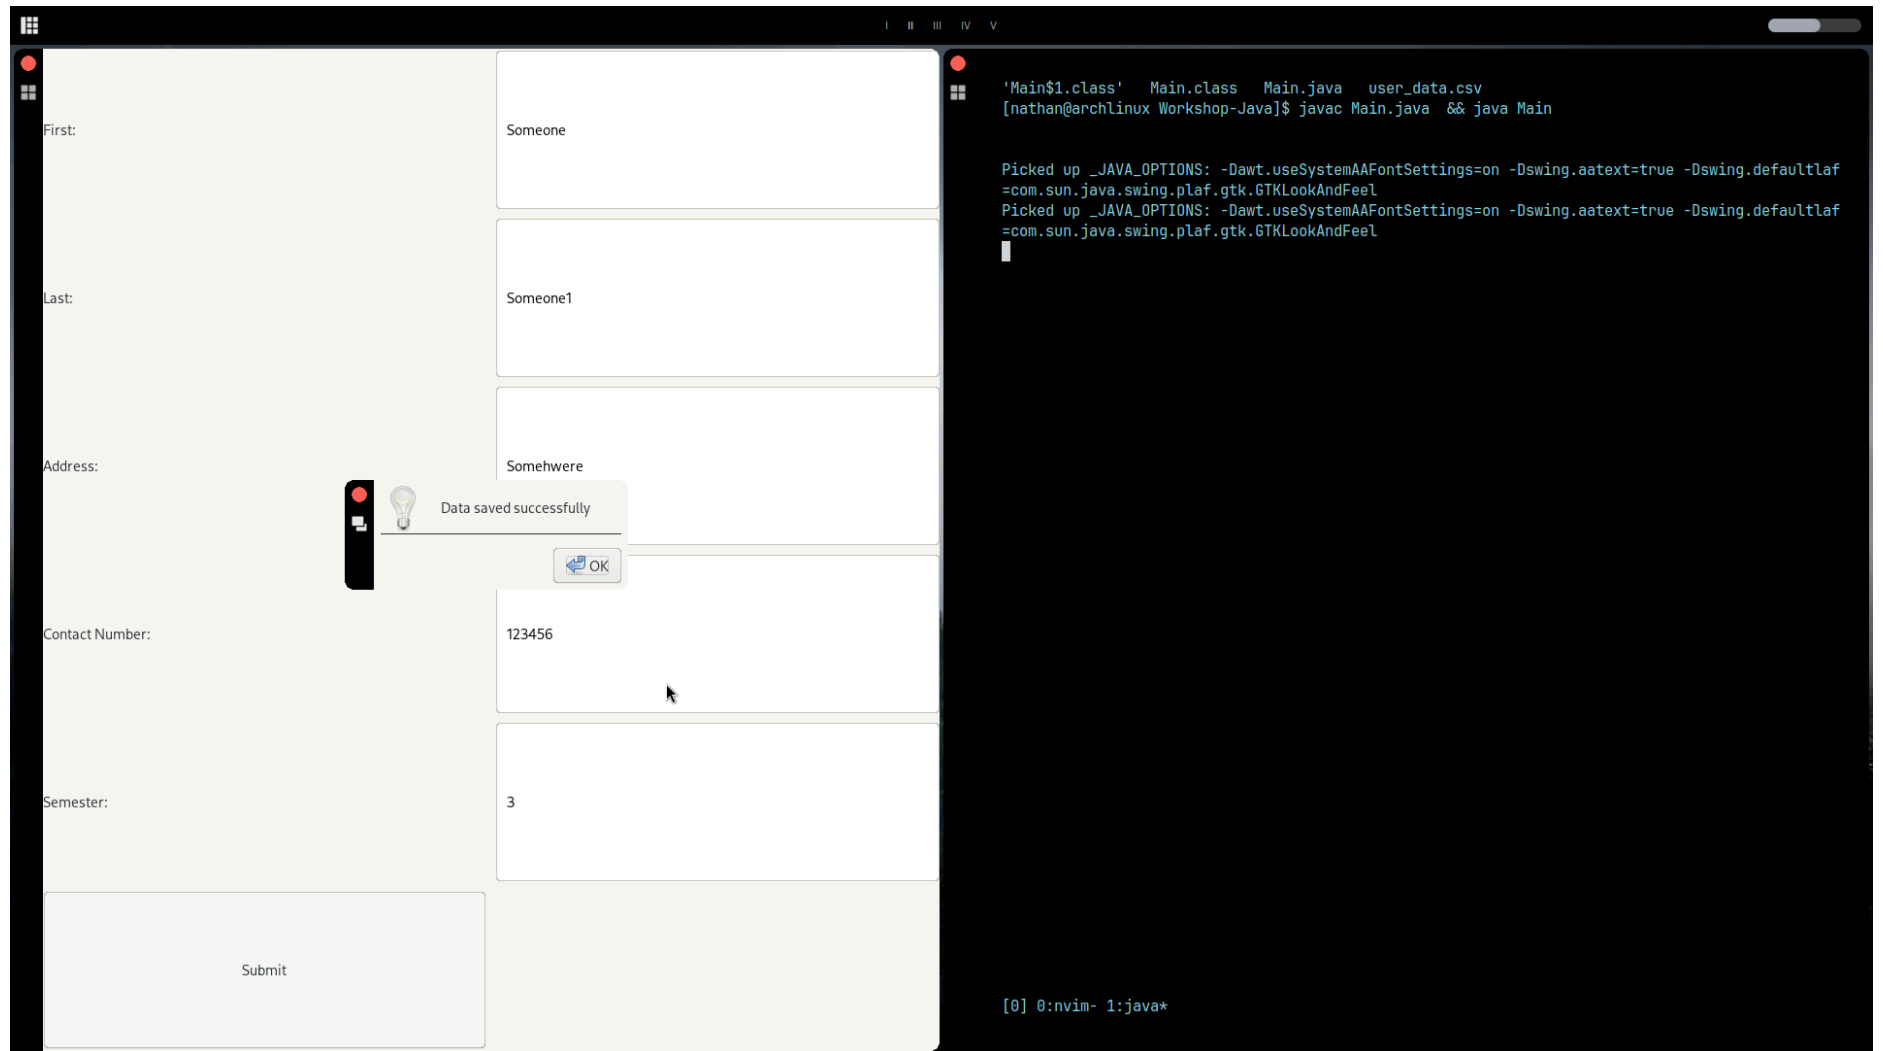 I II III IV V
First:
Someone
Last:
Someone1
Address:
Somehwere
Data saved successfully
OK
Contact Number:
123456
Semester:
3
Submit
'Main$1.class'   Main.class   Main.java   user_data.csv
[nathan@archlinux Workshop-Java]$ javac Main.java  && java Main
Picked up _JAVA_OPTIONS: -Dawt.useSystemAAFontSettings=on -Dswing.aatext=true -Dswing.defaultlaf
=com.sun.java.swing.plaf.gtk.GTKLookAndFeel
Picked up _JAVA_OPTIONS: -Dawt.useSystemAAFontSettings=on -Dswing.aatext=true -Dswing.defaultlaf
=com.sun.java.swing.plaf.gtk.GTKLookAndFeel
[0] 0:nvim- 1:java*